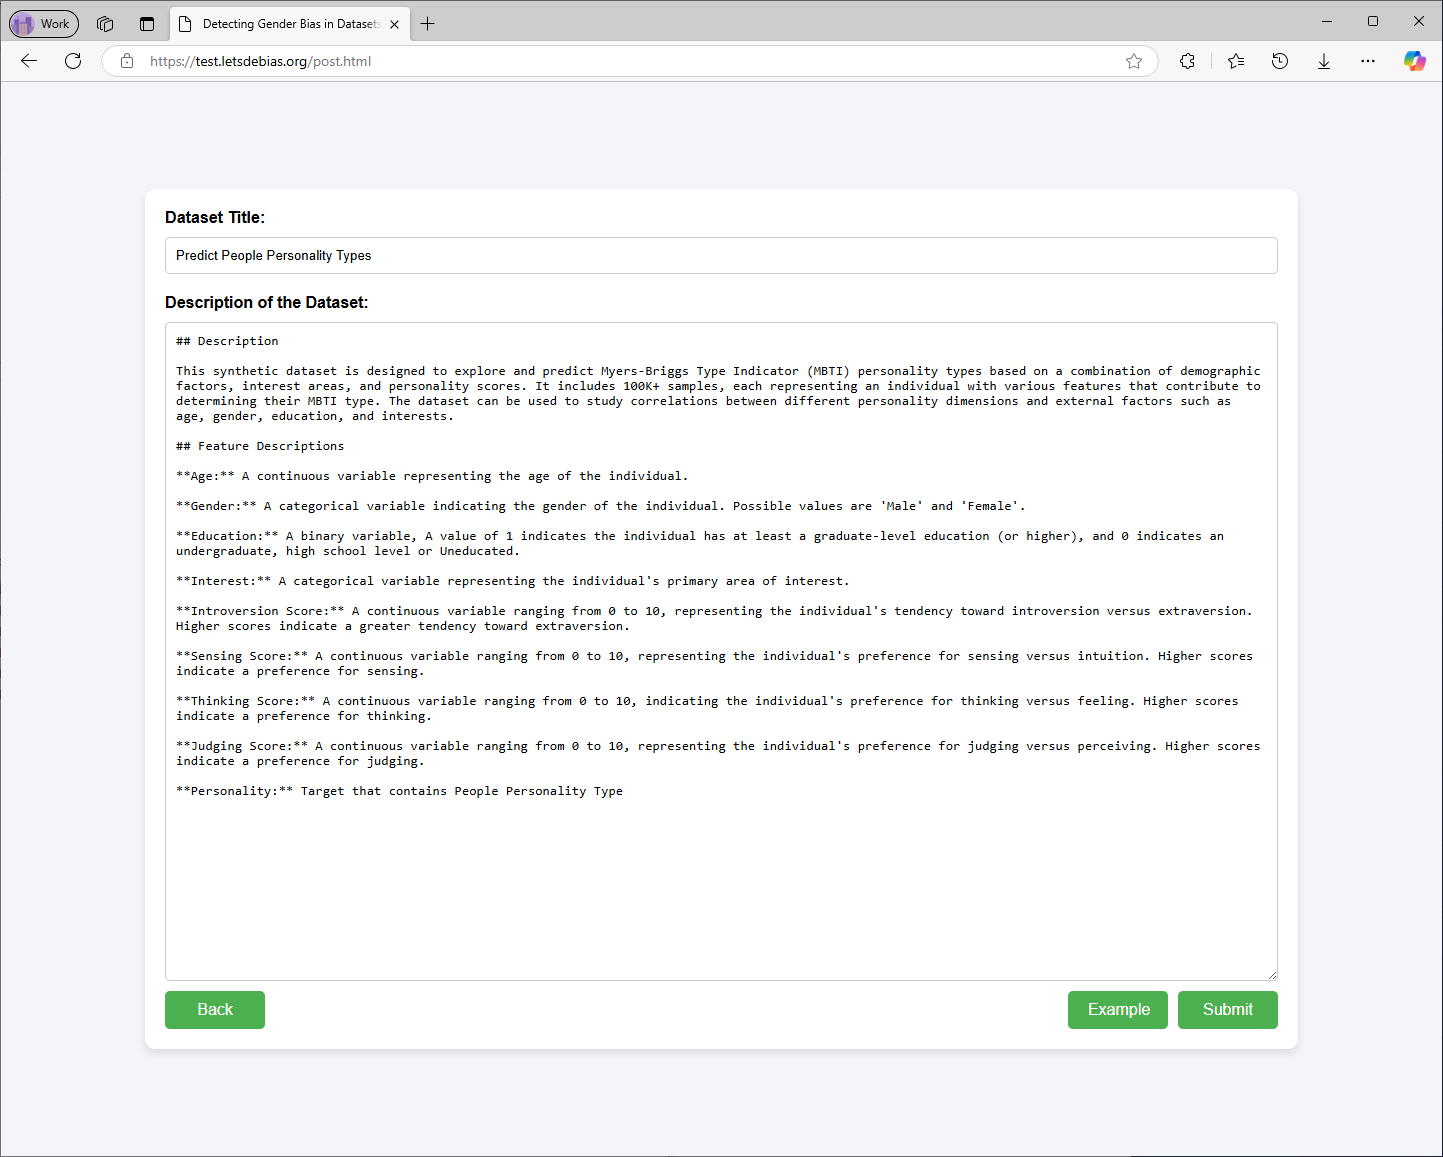 Work
Detecting Gender Bias in Datasets
https://test.letsdebias.org/post.html
Dataset Title:
Predict People Personality Types
Description of the Dataset:
## Description
This synthetic dataset is designed to explore and predict Myers-Briggs Type Indicator (MBTI) personality types based on a combination of demographic
factors, interest areas, and personality scores. It includes 100K+ samples, each representing an individual with various features that contribute to
determining their MBTI type. The dataset can be used to study correlations between different personality dimensions and external factors such as
age, gender, education, and interests.
## Feature Descriptions
**Age:** A continuous variable representing the age of the individual.
**Gender:** A categorical variable indicating the gender of the individual. Possible values are 'Male' and 'Female'.
**Education:** A binary variable, A value of 1 indicates the individual has at least a graduate-level education (or higher), and 0 indicates an
undergraduate, high school level or Uneducated.
**Interest:** A categorical variable representing the individual's primary area of interest.
**Introversion Score:** A continuous variable ranging from 0 to 10, representing the individual's tendency toward introversion versus extraversion.
Higher scores indicate a greater tendency toward extraversion.
**Sensing Score:** A continuous variable ranging from 0 to 10, representing the individual's preference for sensing versus intuition. Higher scores
indicate a preference for sensing.
**Thinking Score:** A continuous variable ranging from 0 to 10, indicating the individual's preference for thinking versus feeling. Higher scores
indicate a preference for thinking.
**Judging Score:** A continuous variable ranging from 0 to 10, representing the individual's preference for judging versus perceiving. Higher scores
indicate a preference for judging.
**Personality:** Target that contains People Personality Type
Back
Example
Submit